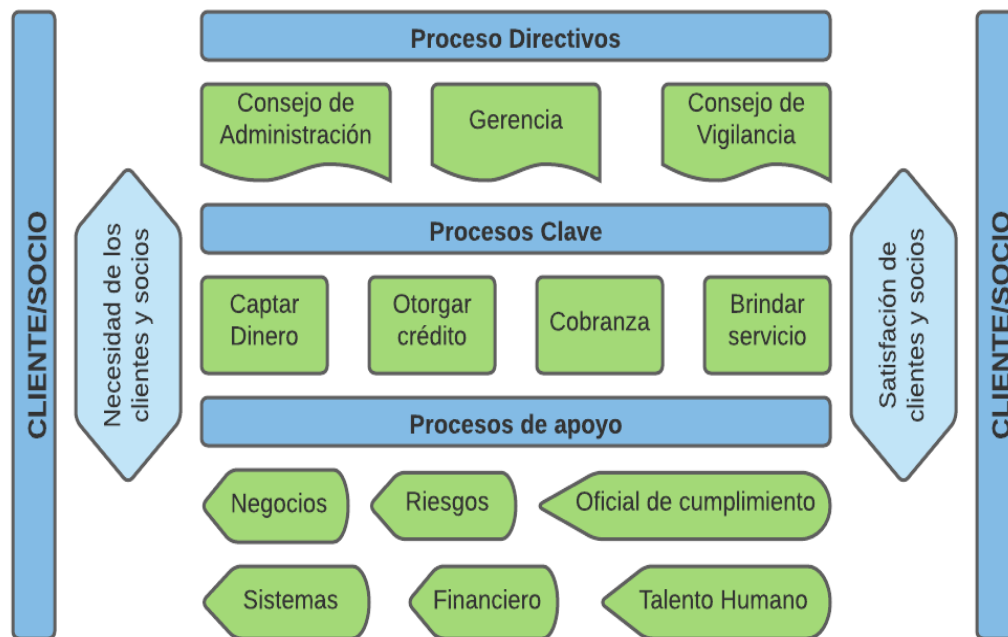 CLIENTE/SOCIO
Necesidad de los
clientes y socios
Proceso Directivos
Consejo de
Administración
Gerencia
Consejo de
Vigilancia
Procesos Clave
Captar
Dinero
Otorgar
crédito
Cobranza
Brindar
servicio
Procesos de apoyo
Negocios
Riesgos
Oficial de cumplimiento
Sistemas
Financiero
Talento Humano
Satisfacción de
clientes y socios
CLIENTE/SOCIO